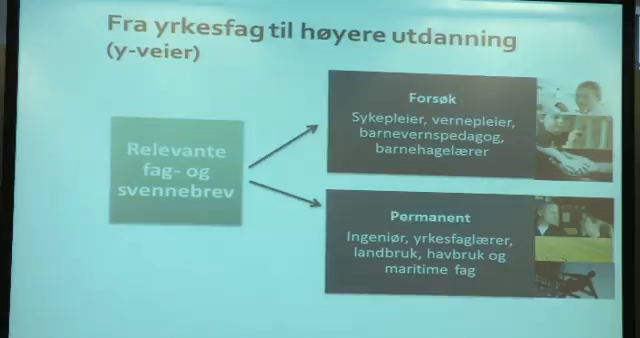 Fra yrkesfag til høyere utdanning
(y-veier)
Relevante
fag- og
svennebrev
Forsøk
Sykepleier, vernepleier,
barnevernspedagog,
barnehagelærer
Permanent
Ingeniør, yrkesfaglærer,
landbruk, havbruk og
maritime fag